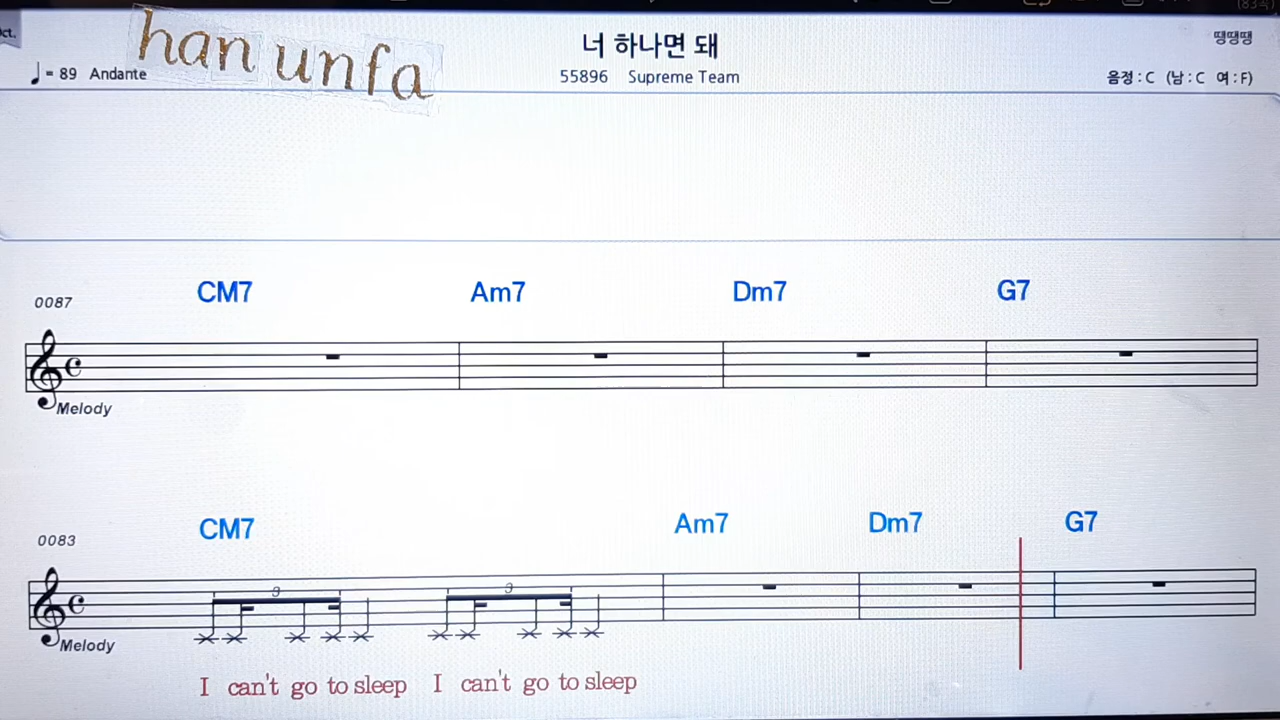 han unfa
너 하나면 돼
땡땡땡
♩= 89 Andante
55896 Supreme Team
음정 : C (남 : C 여 : F)
CM7 Am7 Dm7 G7
0087
Melody
CM7 Am7 Dm7 G7
0083
3 3
Melody
I can't go to sleep I can't go to sleep